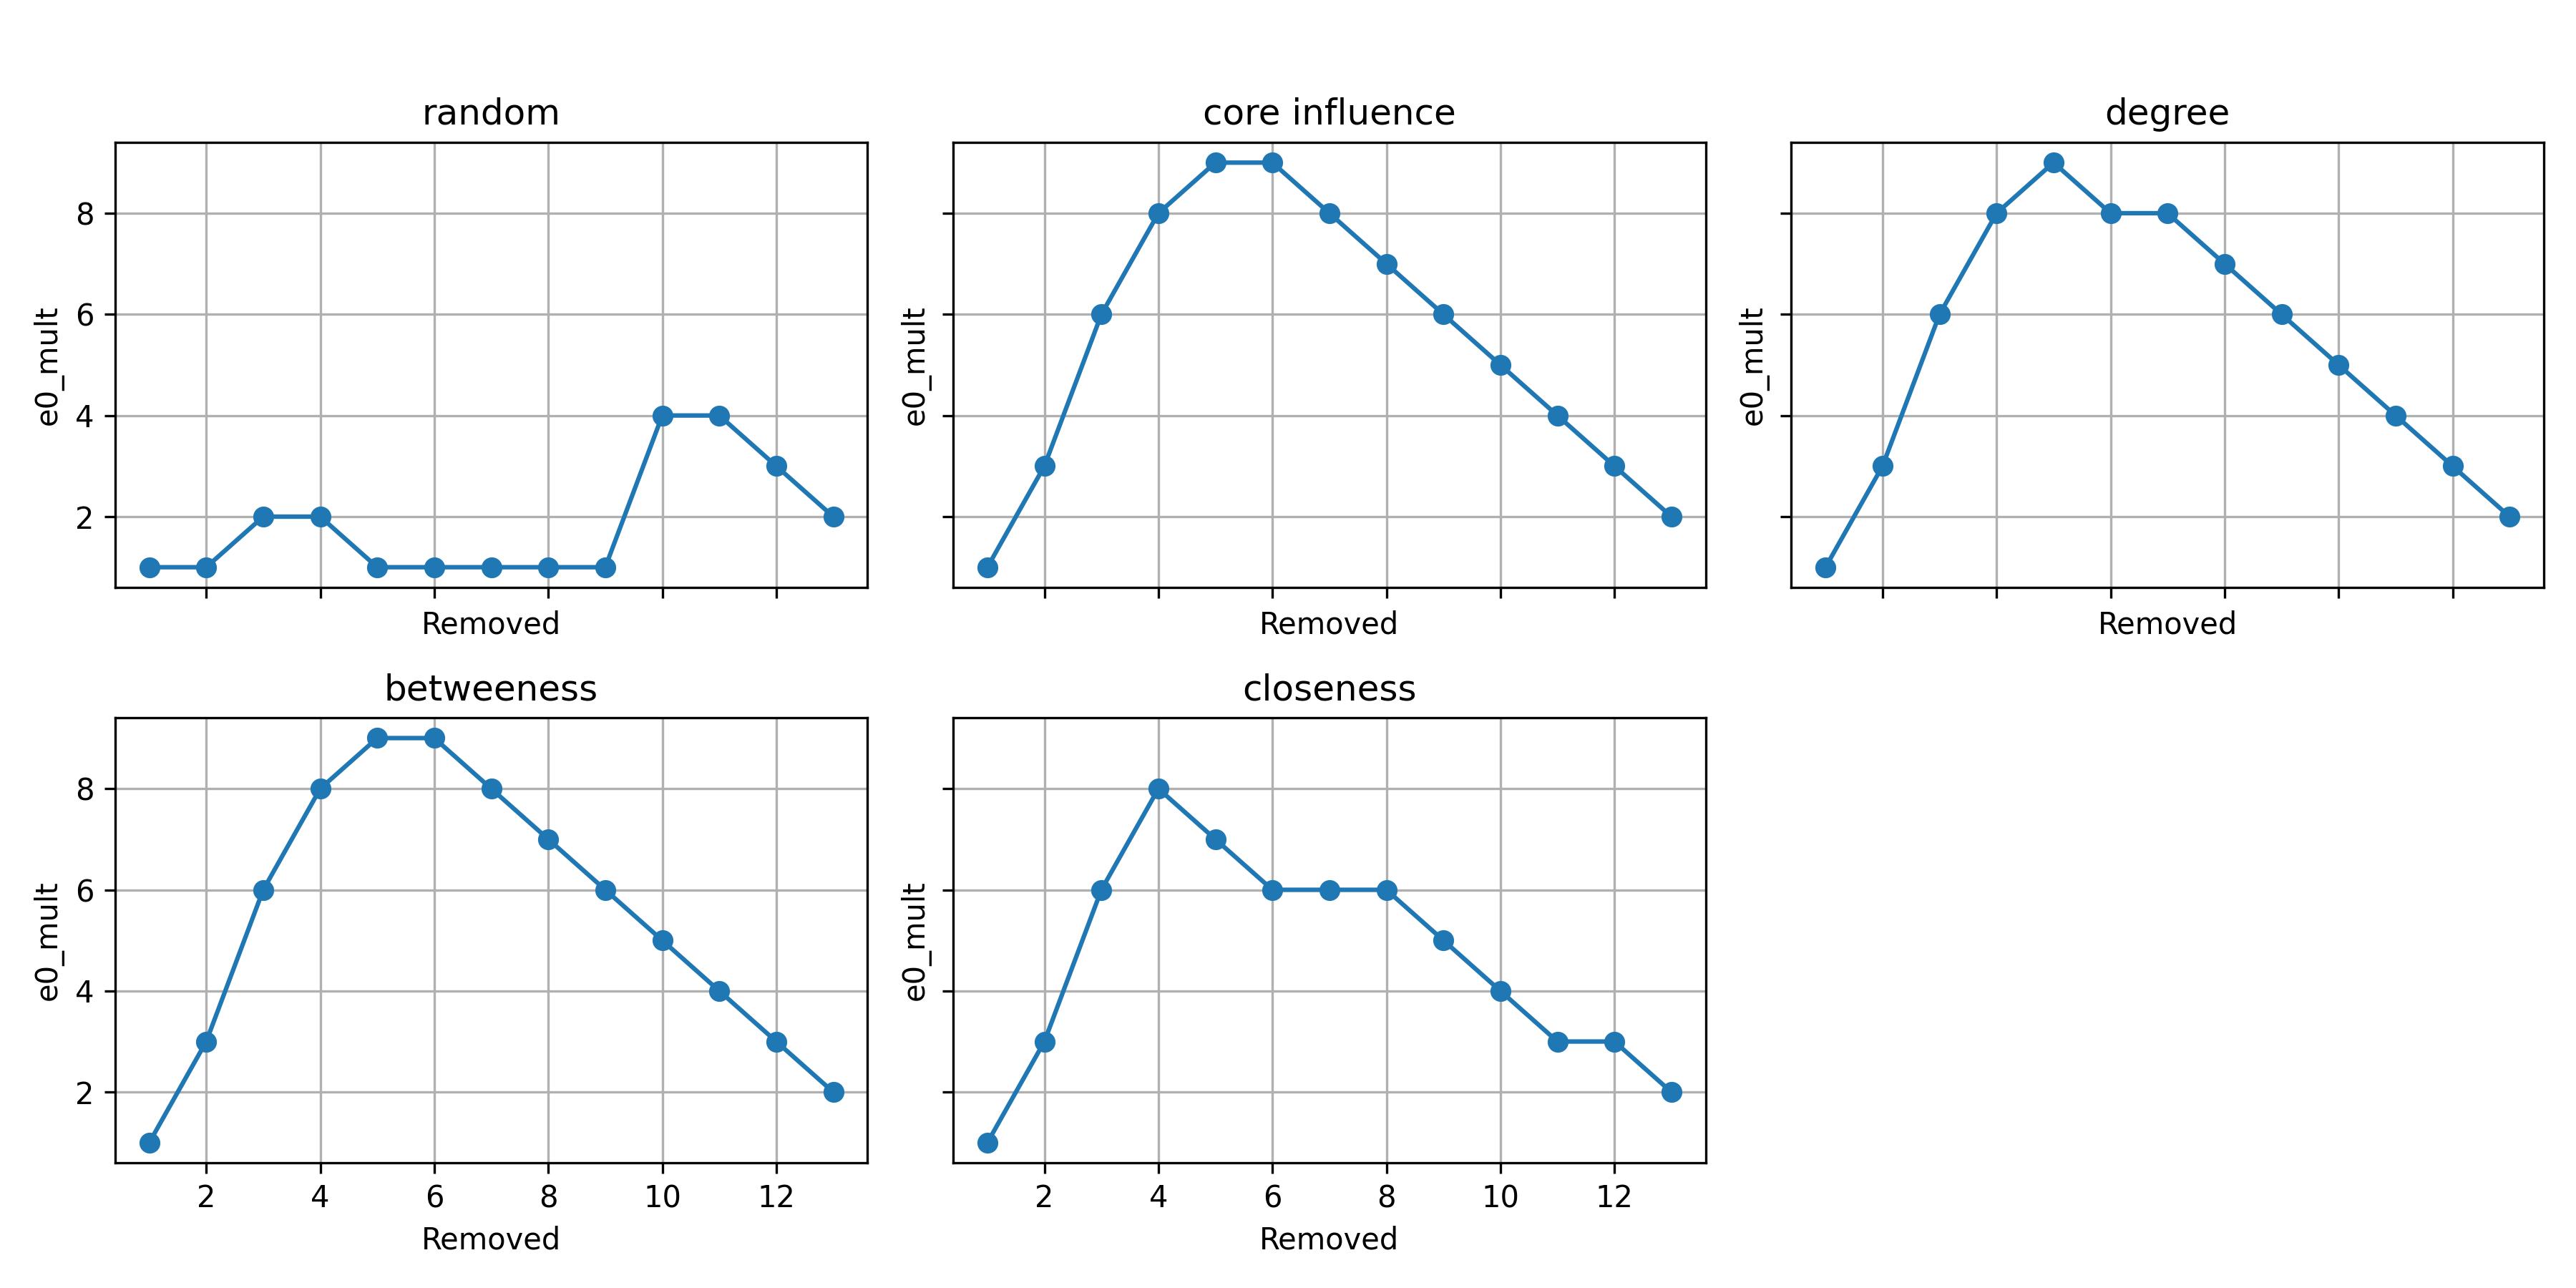 random
core influence
degree
8
6
4
2
e0_mult
e0_mult
e0_mult
Removed
Removed
Removed
betweeness
closeness
8
6
4
2
e0_mult
e0_mult
2 4 6 8 10 12
2 4 6 8 10 12
Removed
Removed